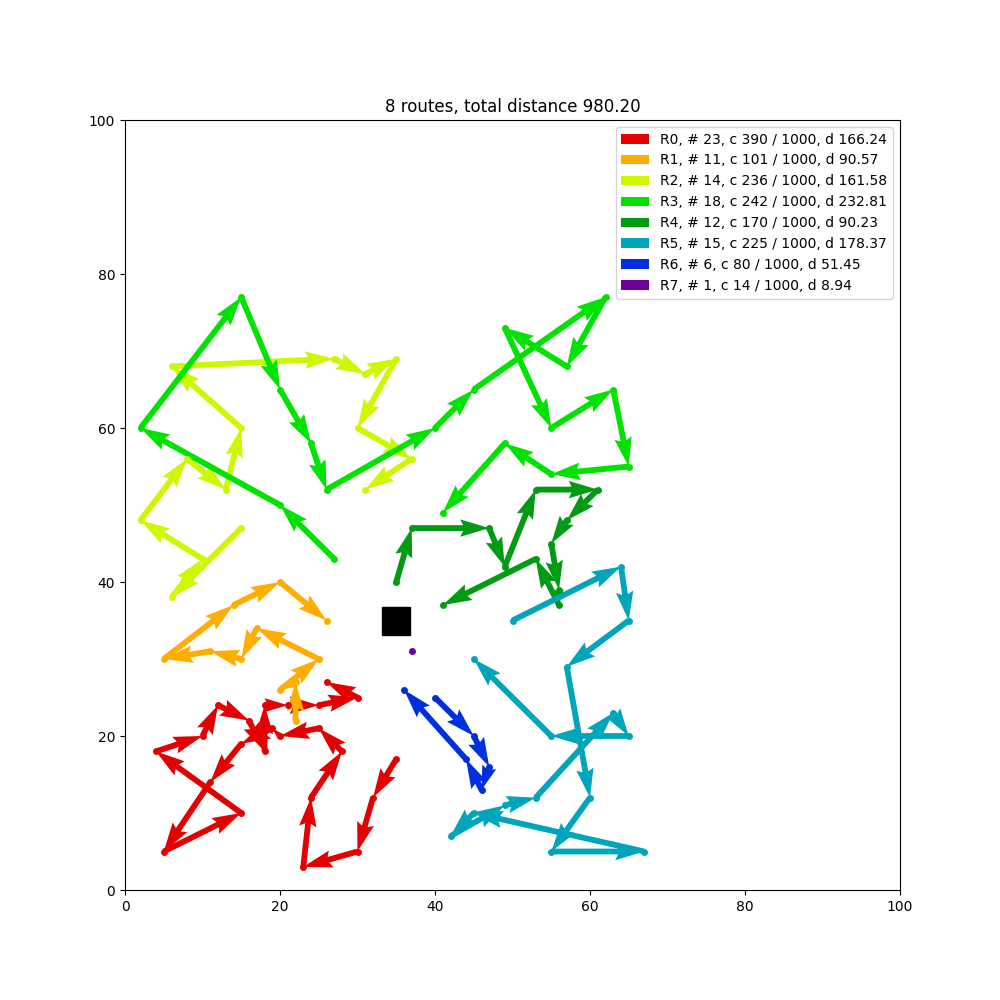 8 routes, total distance 980.20
100
R0, # 23, c 390 / 1000, d 166.24
R1, # 11, c 101 / 1000, d 90.57
R2, # 14, c 236 / 1000, d 161.58
R3, # 18, c 242 / 1000, d 232.81
R4, # 12, c 170 / 1000, d 90.23
R5, # 15, c 225 / 1000, d 178.37
R6, # 6, c 80 / 1000, d 51.45
R7, # 1, c 14 / 1000, d 8.94
80
60
40
20
0
0 20 40 60 80 100